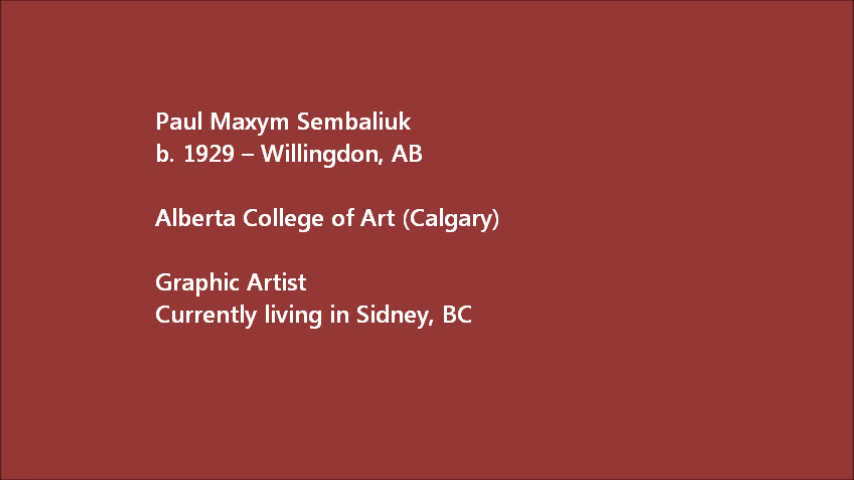 Paul Maxym Sembaliuk
b. 1929 – Willingdon, AB
Alberta College of Art (Calgary)
Graphic Artist
Currently living in Sidney, BC